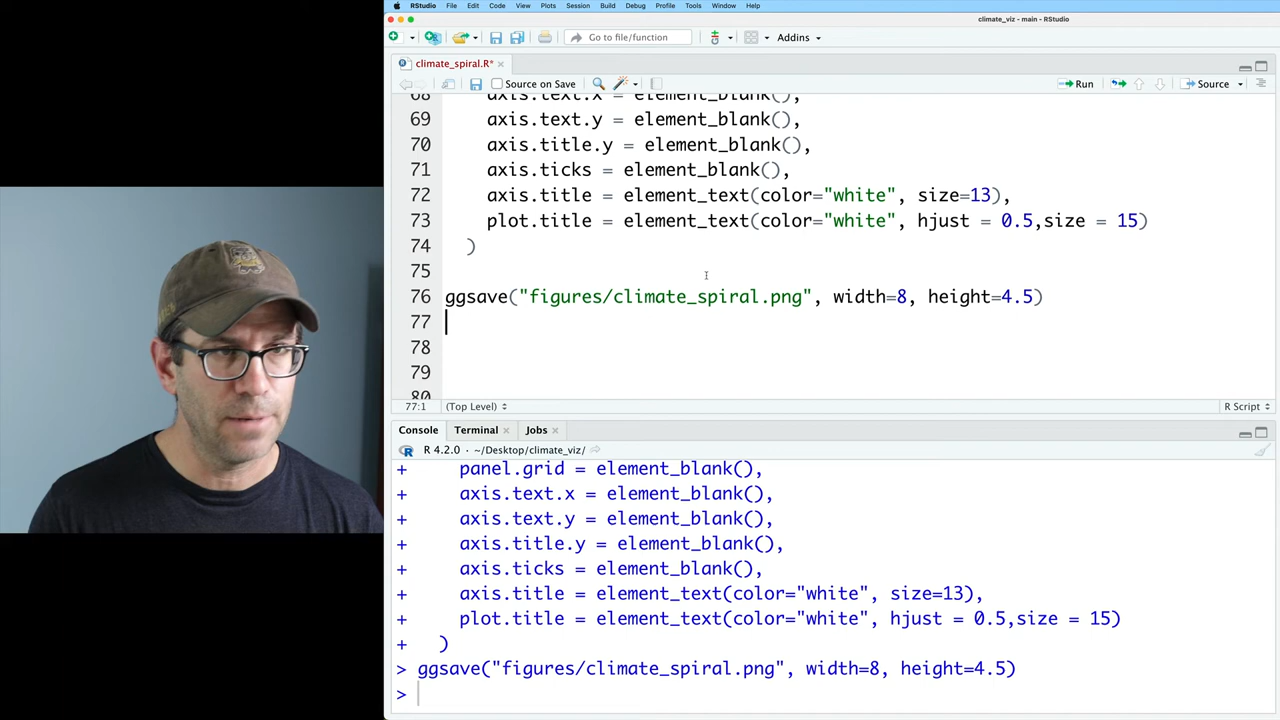 RStudio File Edit Code View Plots Session Build Debug Profile Tools Window Help
climate_viz - main - RStudio
Go to file/function Addins
climate_spiral.R*
Source on Save Run Source
68 axis.text.x = element_blank(),
69 axis.text.y = element_blank(),
70 axis.title.y = element_blank(),
71 axis.ticks = element_blank(),
72 axis.title = element_text(color="white", size=13),
73 plot.title = element_text(color="white", hjust = 0.5,size = 15)
74 )
75
76 ggsave("figures/climate_spiral.png", width=8, height=4.5)
77
78
79
80
77:1 (Top Level) R Script
Console Terminal Jobs
R 4.2.0 · ~/Desktop/climate_viz/
+ panel.grid = element_blank(),
+ axis.text.x = element_blank(),
+ axis.text.y = element_blank(),
+ axis.title.y = element_blank(),
+ axis.ticks = element_blank(),
+ axis.title = element_text(color="white", size=13),
+ plot.title = element_text(color="white", hjust = 0.5,size = 15)
+ )
> ggsave("figures/climate_spiral.png", width=8, height=4.5)
>